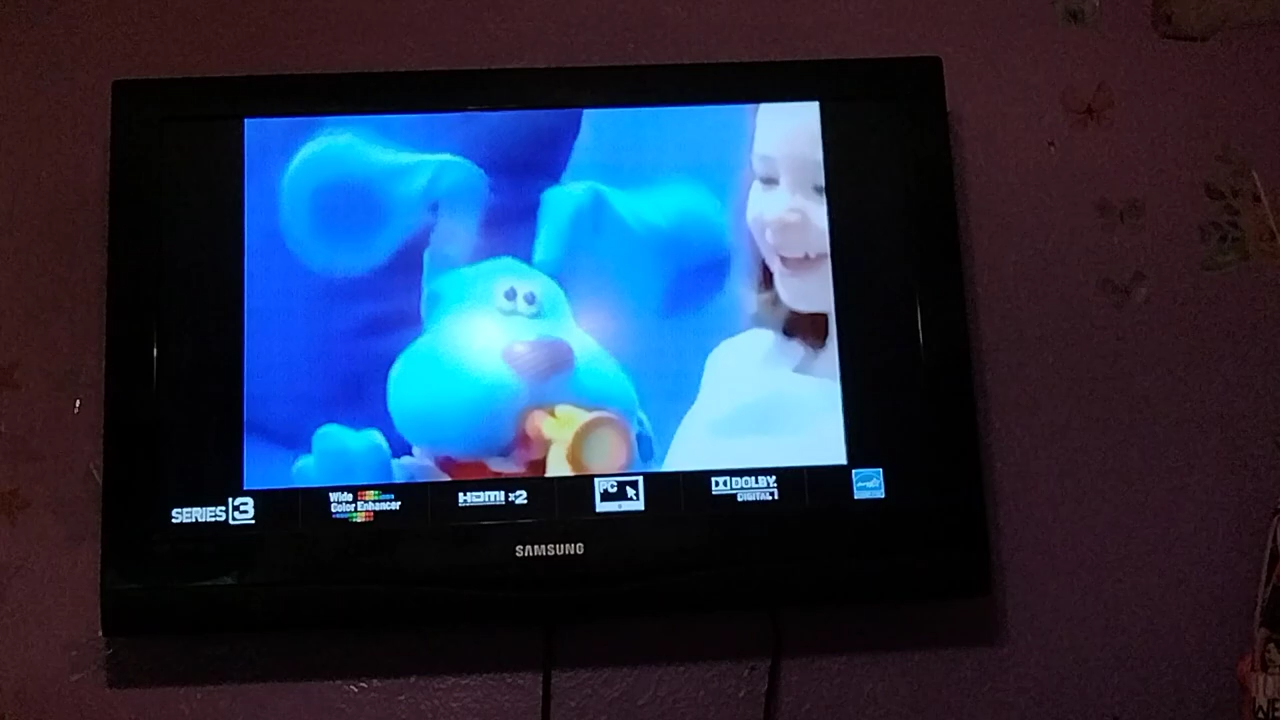 SERIES 3
Wide
Color Enhancer
HDMI x2
PC
DOLBY
DIGITAL
SAMSUNG